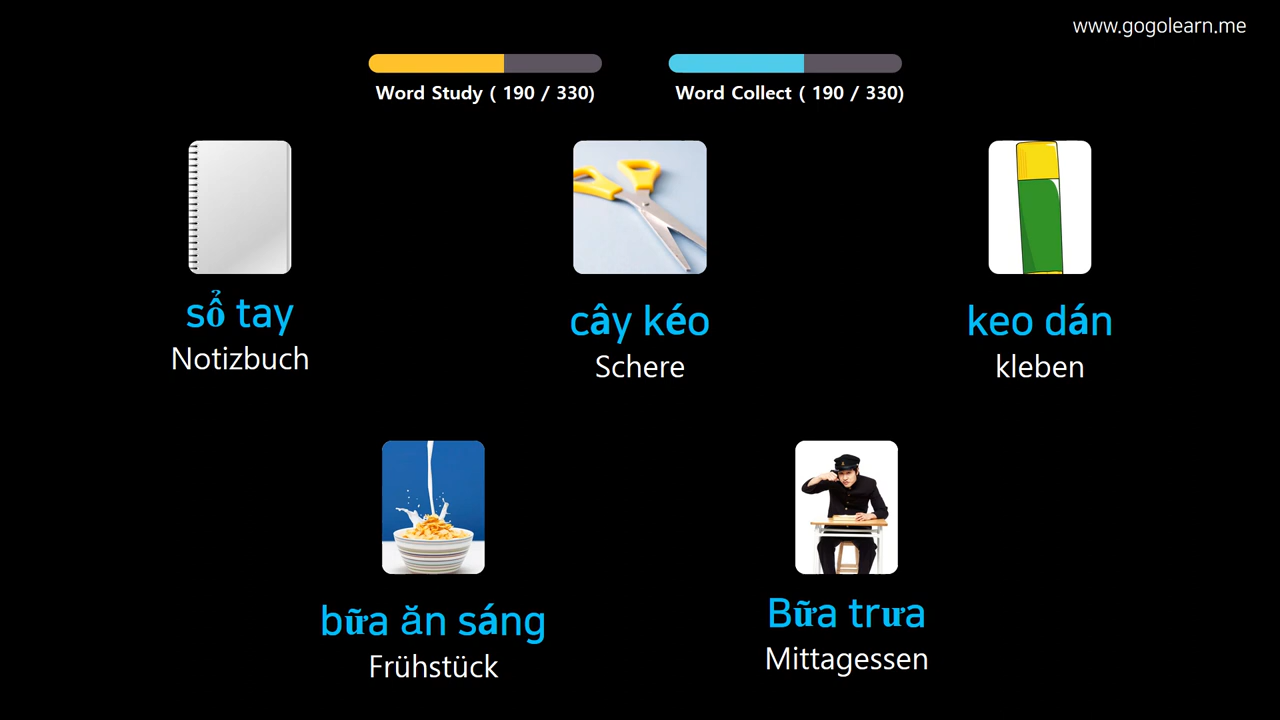 www.gogolearn.me
Word Study ( 190 / 330)
Word Collect ( 190 / 330)
sổ tay
Notizbuch
cây kéo
Schere
keo dán
kleben
bữa ăn sáng
Frühstück
Bữa trưa
Mittagessen